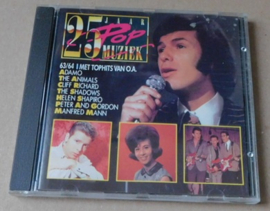 25 JAAR
Pop
MUZIEK
63/64 1 MET TOPHITS VAN O.A.
ADAMO
THE ANIMALS
CLIFF RICHARD
THE SHADOWS
HELEN SHAPIRO
PETER AND GORDON
MANFRED MANN